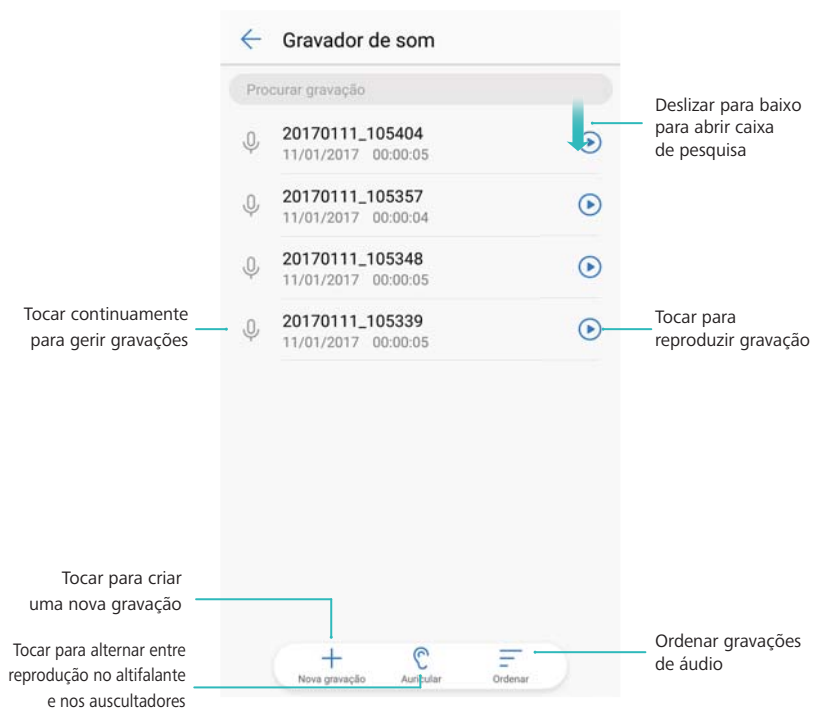 Gravador de som
Procurar gravação
Deslizar para baixo
para abrir caixa
de pesquisa
20170111_105404
11/01/2017 00:00:05
20170111_105357
11/01/2017 00:00:04
20170111_105348
11/01/2017 00:00:05
Tocar continuamente
para gerir gravações
20170111_105339
11/01/2017 00:00:05
Tocar para
reproduzir gravação
Tocar para criar
uma nova gravação
Tocar para alternar entre
reprodução no altifalante
e nos auscultadores
Nova gravação
Auricular
Ordenar
Ordenar gravações
de áudio